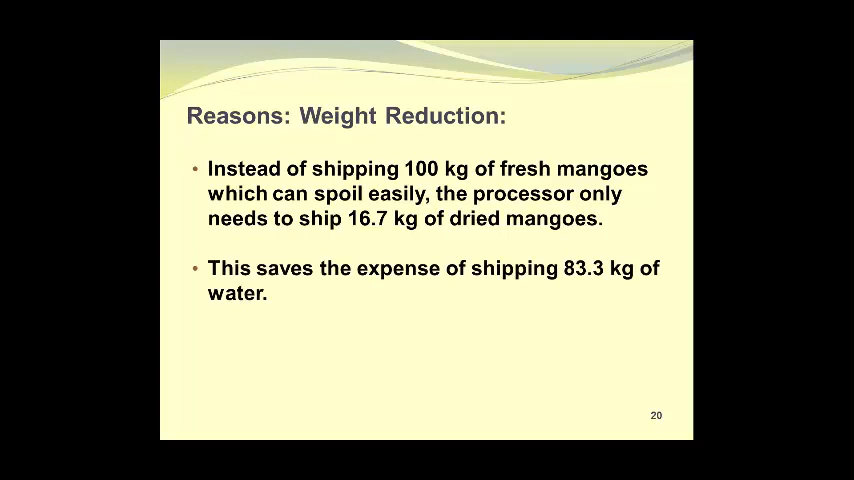 Reasons: Weight Reduction:
• Instead of shipping 100 kg of fresh mangoes
which can spoil easily, the processor only
needs to ship 16.7 kg of dried mangoes.
• This saves the expense of shipping 83.3 kg of
water.
20